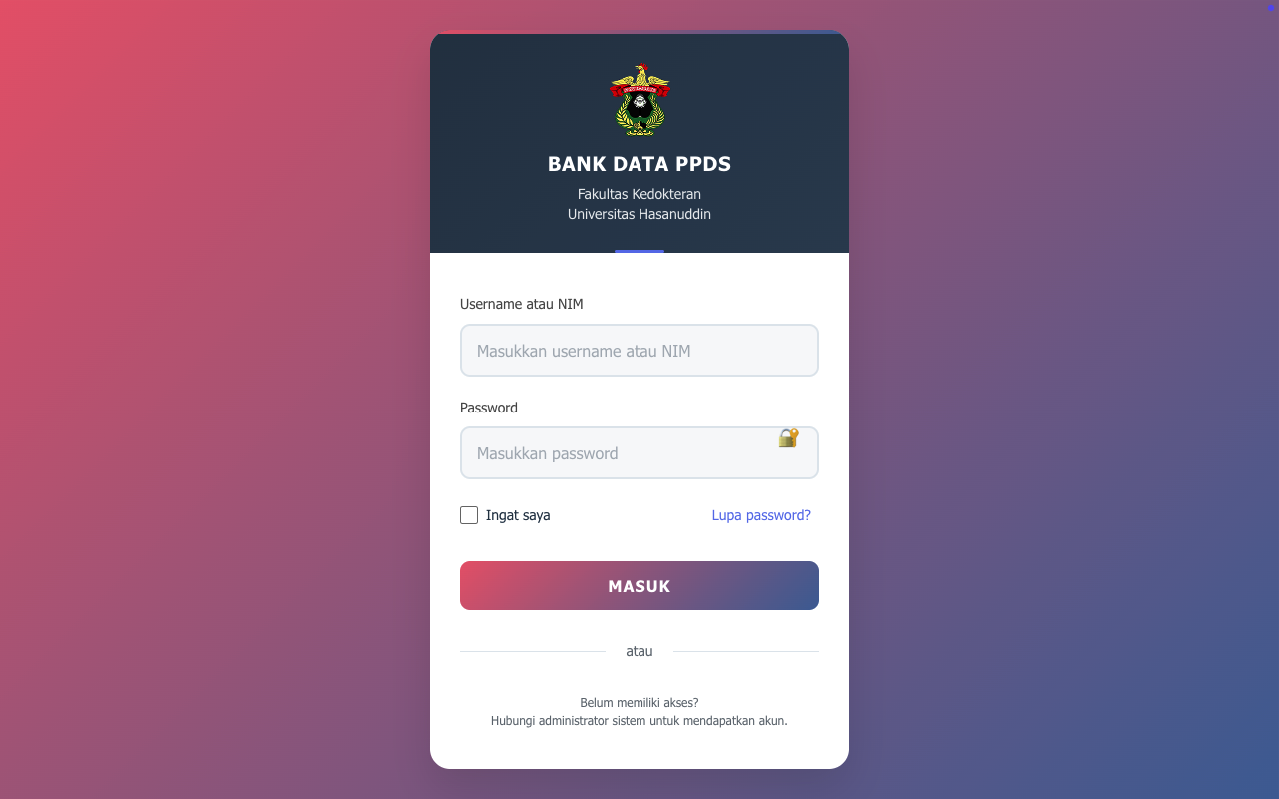 BANK DATA PPDS
Fakultas Kedokteran
Universitas Hasanuddin
Username atau NIM
Masukkan username atau NIM
Password
Masukkan password
Ingat saya
Lupa password?
MASUK
atau
Belum memiliki akses?
Hubungi administrator sistem untuk mendapatkan akun.